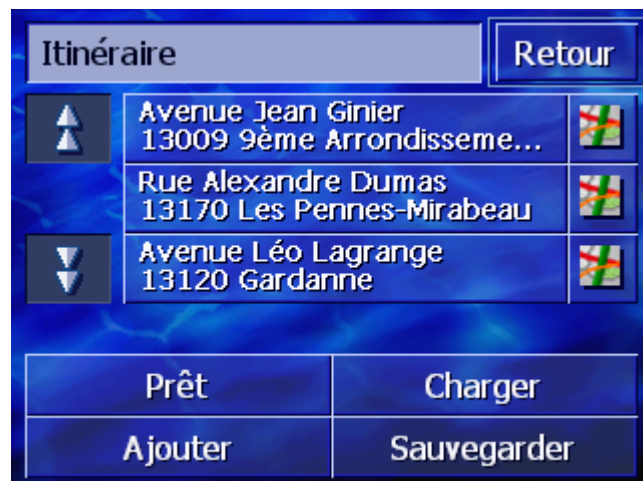 Itinéraire
Retour
Avenue Jean Ginier
13009 9ème Arrondisseme...
Rue Alexandre Dumas
13170 Les Pennes-Mirabeau
Avenue Léo Lagrange
13120 Gardanne
Prêt
Charger
Ajouter
Sauvegarder